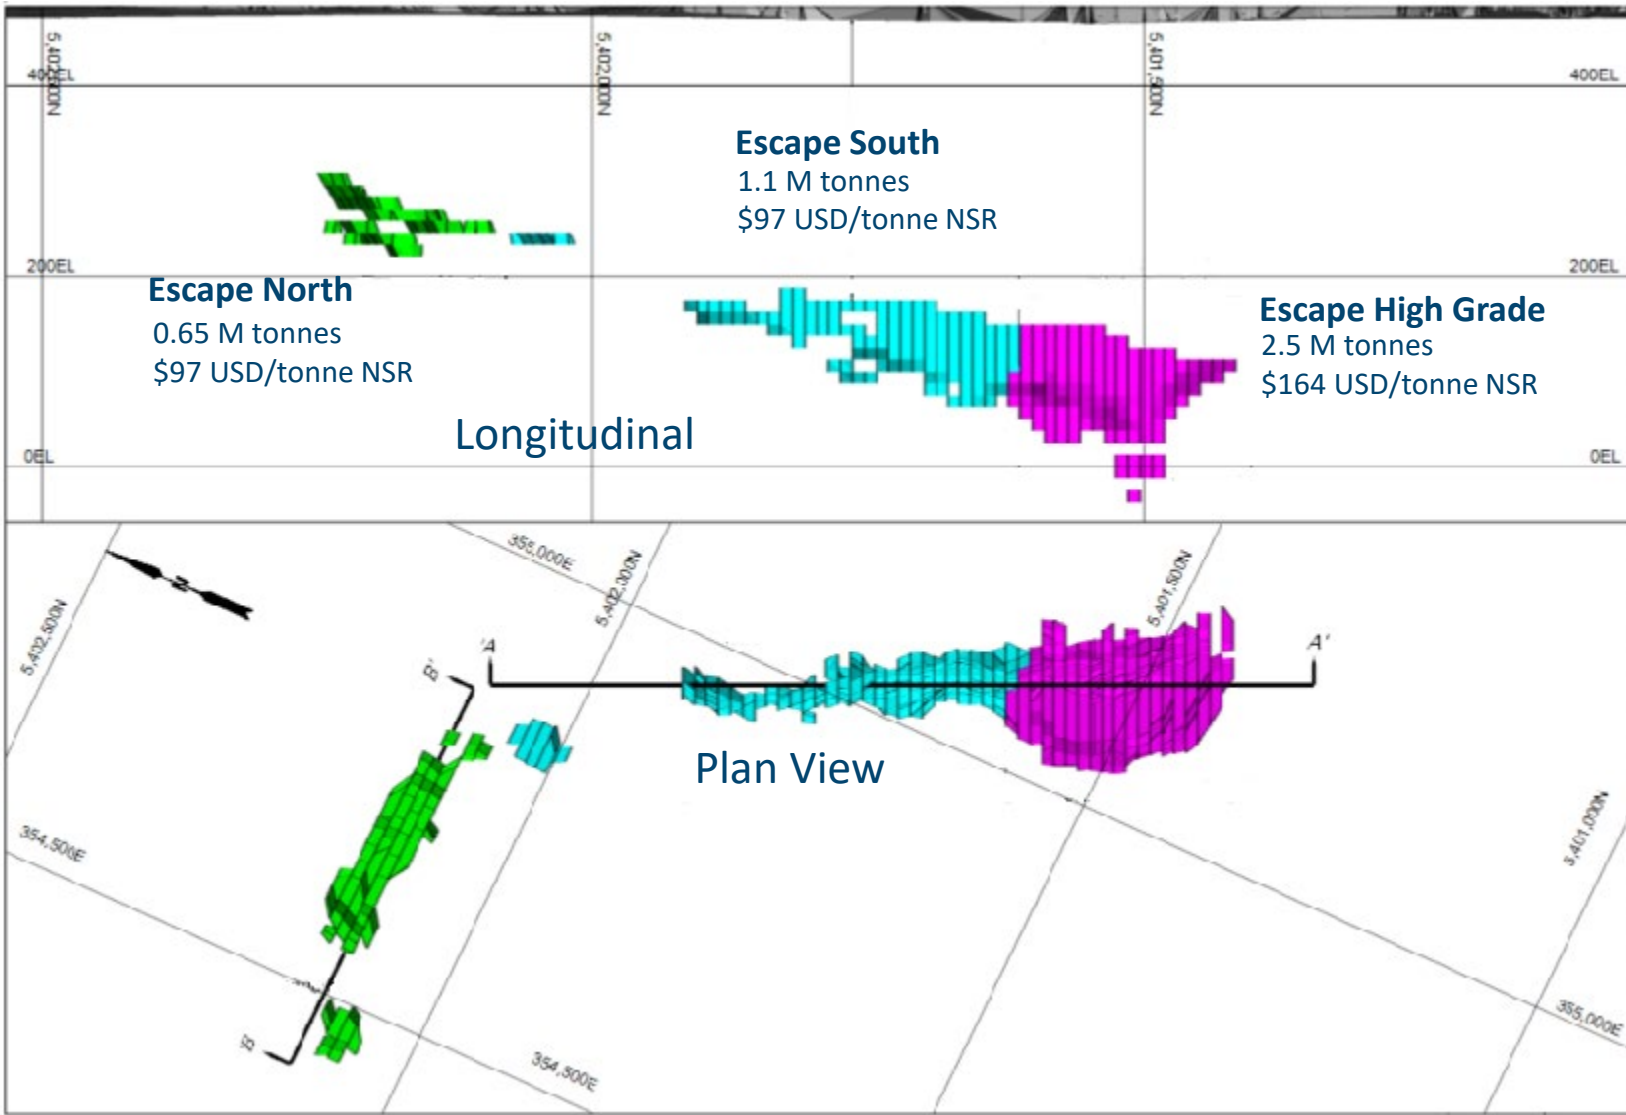 5,402,500N
5,402,000N
5,401,500N
400EL
400EL
Escape South
1.1 M tonnes
$97 USD/tonne NSR
200EL
200EL
Escape North
0.65 M tonnes
$97 USD/tonne NSR
Escape High Grade
2.5 M tonnes
$164 USD/tonne NSR
Longitudinal
0EL
0EL
355,000E
5,402,000N
5,401,500N
N
5,402,500N
'A
A'
B'
Plan View
354,500E
5,401,000N
355,000E
B
354,500E